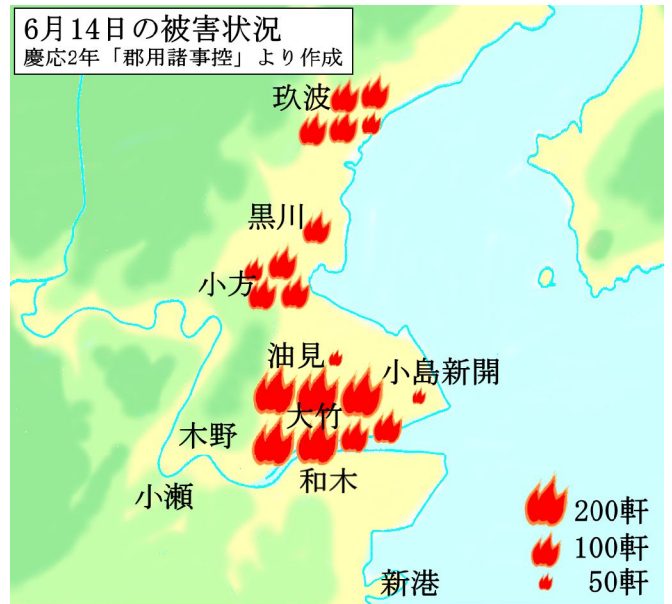 6月14日の被害状況
慶応2年「郡用諸事控」より作成
玖波
黒川
小方
油見
小島新開
大竹
木野
和木
小瀬
200軒
100軒
50軒
新港